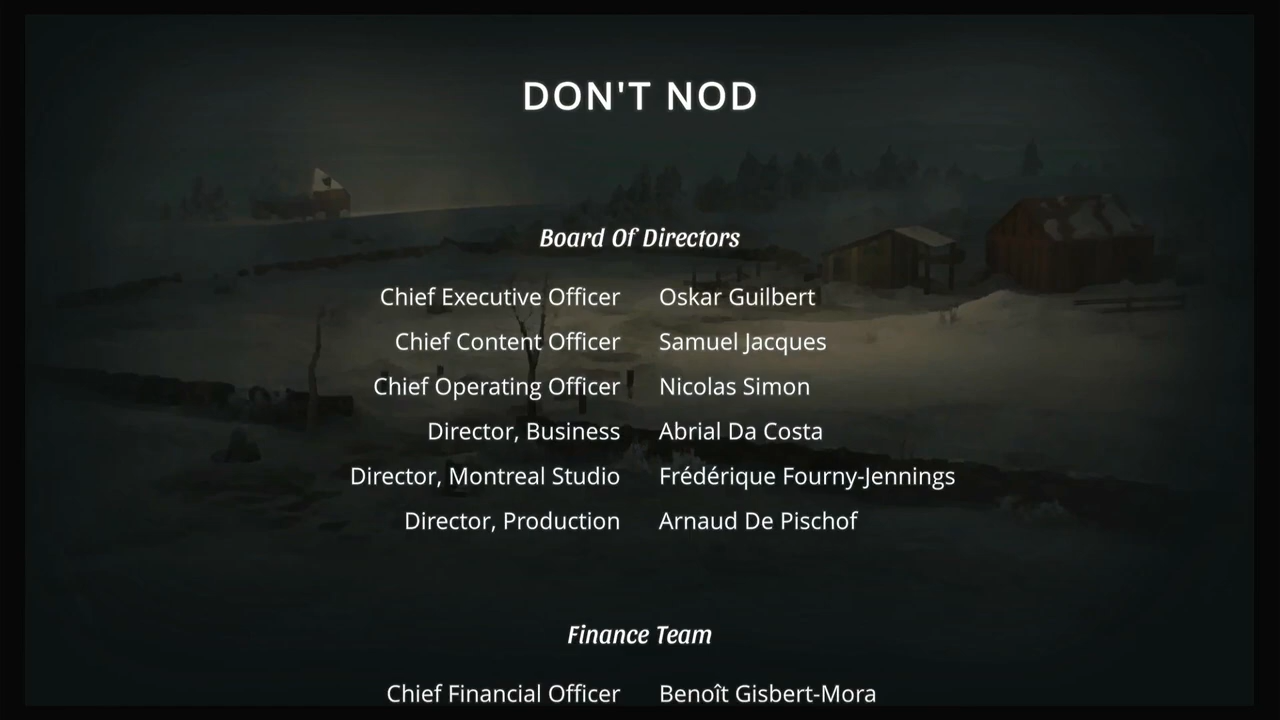 DON'T NOD
Board Of Directors
Chief Executive Officer Oskar Guilbert
Chief Content Officer Samuel Jacques
Chief Operating Officer Nicolas Simon
Director, Business Abrial Da Costa
Director, Montreal Studio Frédérique Fourny-Jennings
Director, Production Arnaud De Pischof
Finance Team
Chief Financial Officer Benoît Gisbert-Mora